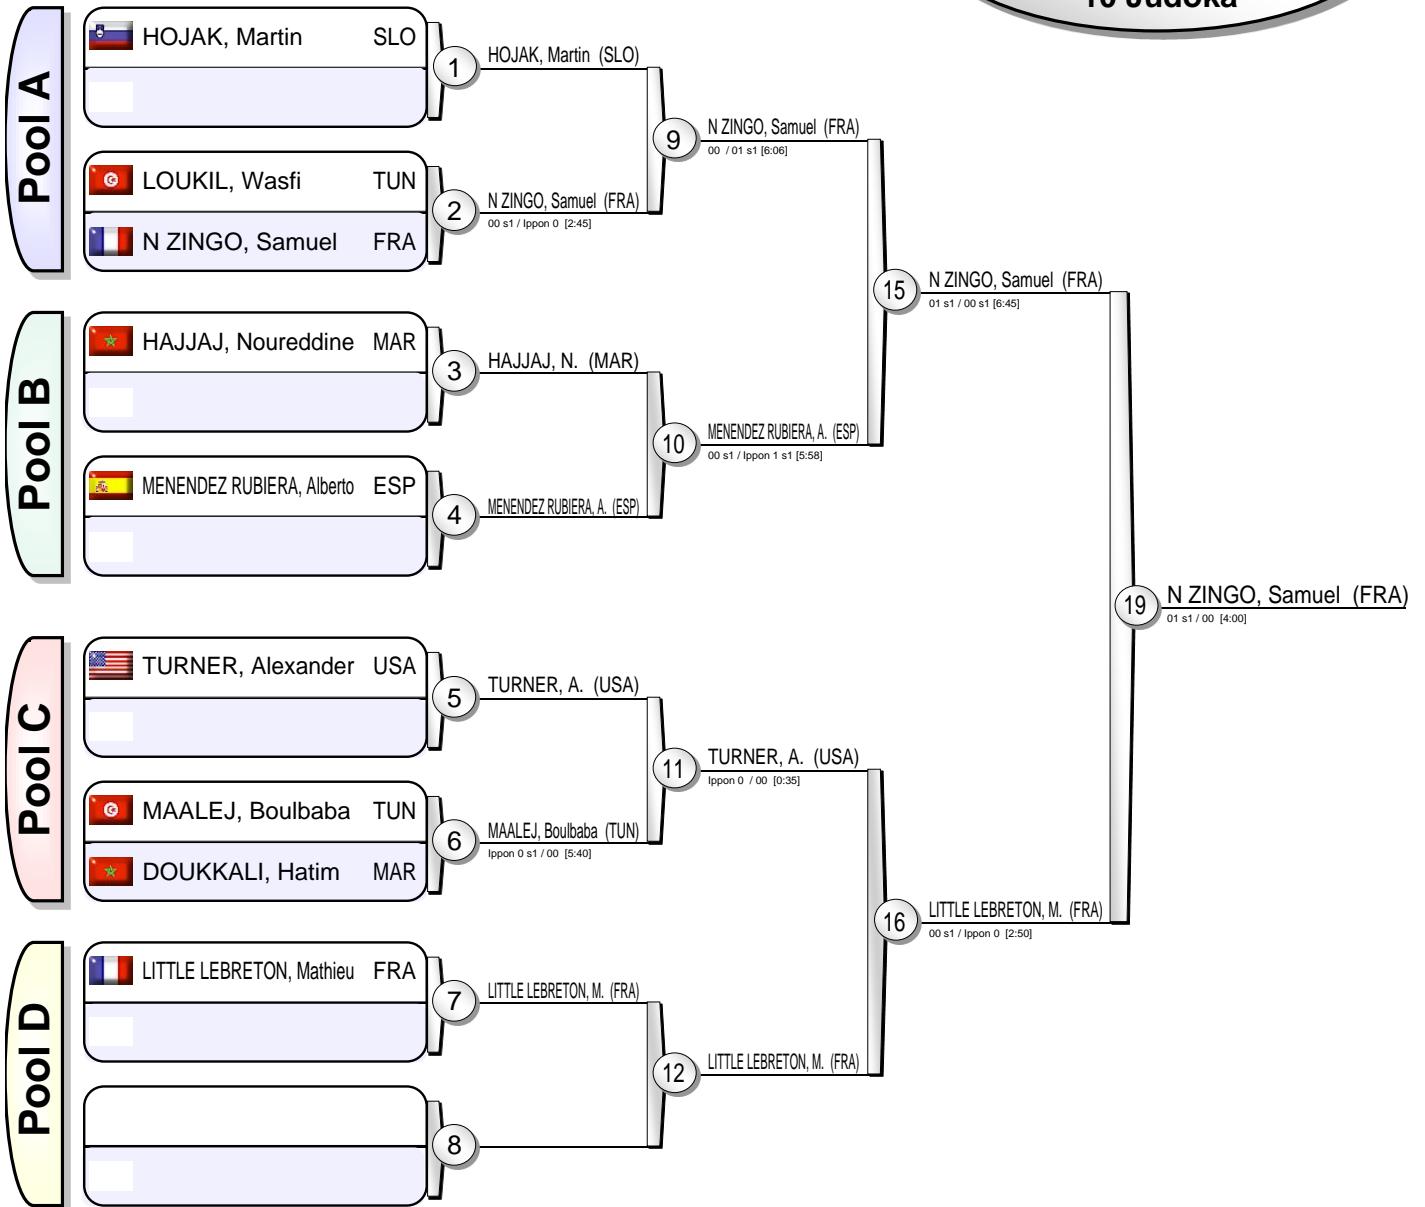 10 Judoka
Pool A
HOJAK, Martin SLO
LOUKIL, Wasfi TUN
N ZINGO, Samuel FRA
1
HOJAK, Martin (SLO)
2
N ZINGO, Samuel (FRA)
00 s1 / Ippon 0 [2:45]
9
N ZINGO, Samuel (FRA)
00 / 01 s1 [6:06]
Pool B
HAJJAJ, Noureddine MAR
MENENDEZ RUBIERA, Alberto ESP
3
HAJJAJ, N. (MAR)
4
MENENDEZ RUBIERA, A. (ESP)
10
MENENDEZ RUBIERA, A. (ESP)
00 s1 / Ippon 1 s1 [5:58]
15
N ZINGO, Samuel (FRA)
01 s1 / 00 s1 [6:45]
Pool C
TURNER, Alexander USA
MAALEJ, Boulbaba TUN
DOUKKALI, Hatim MAR
5
TURNER, A. (USA)
6
MAALEJ, Boulbaba (TUN)
Ippon 0 s1 / 00 [5:40]
11
TURNER, A. (USA)
Ippon 0 / 00 [0:35]
Pool D
LITTLE LEBRETON, Mathieu FRA
7
LITTLE LEBRETON, M. (FRA)
8
12
LITTLE LEBRETON, M. (FRA)
16
LITTLE LEBRETON, M. (FRA)
00 s1 / Ippon 0 [2:50]
19
N ZINGO, Samuel (FRA)
01 s1 / 00 [4:00]